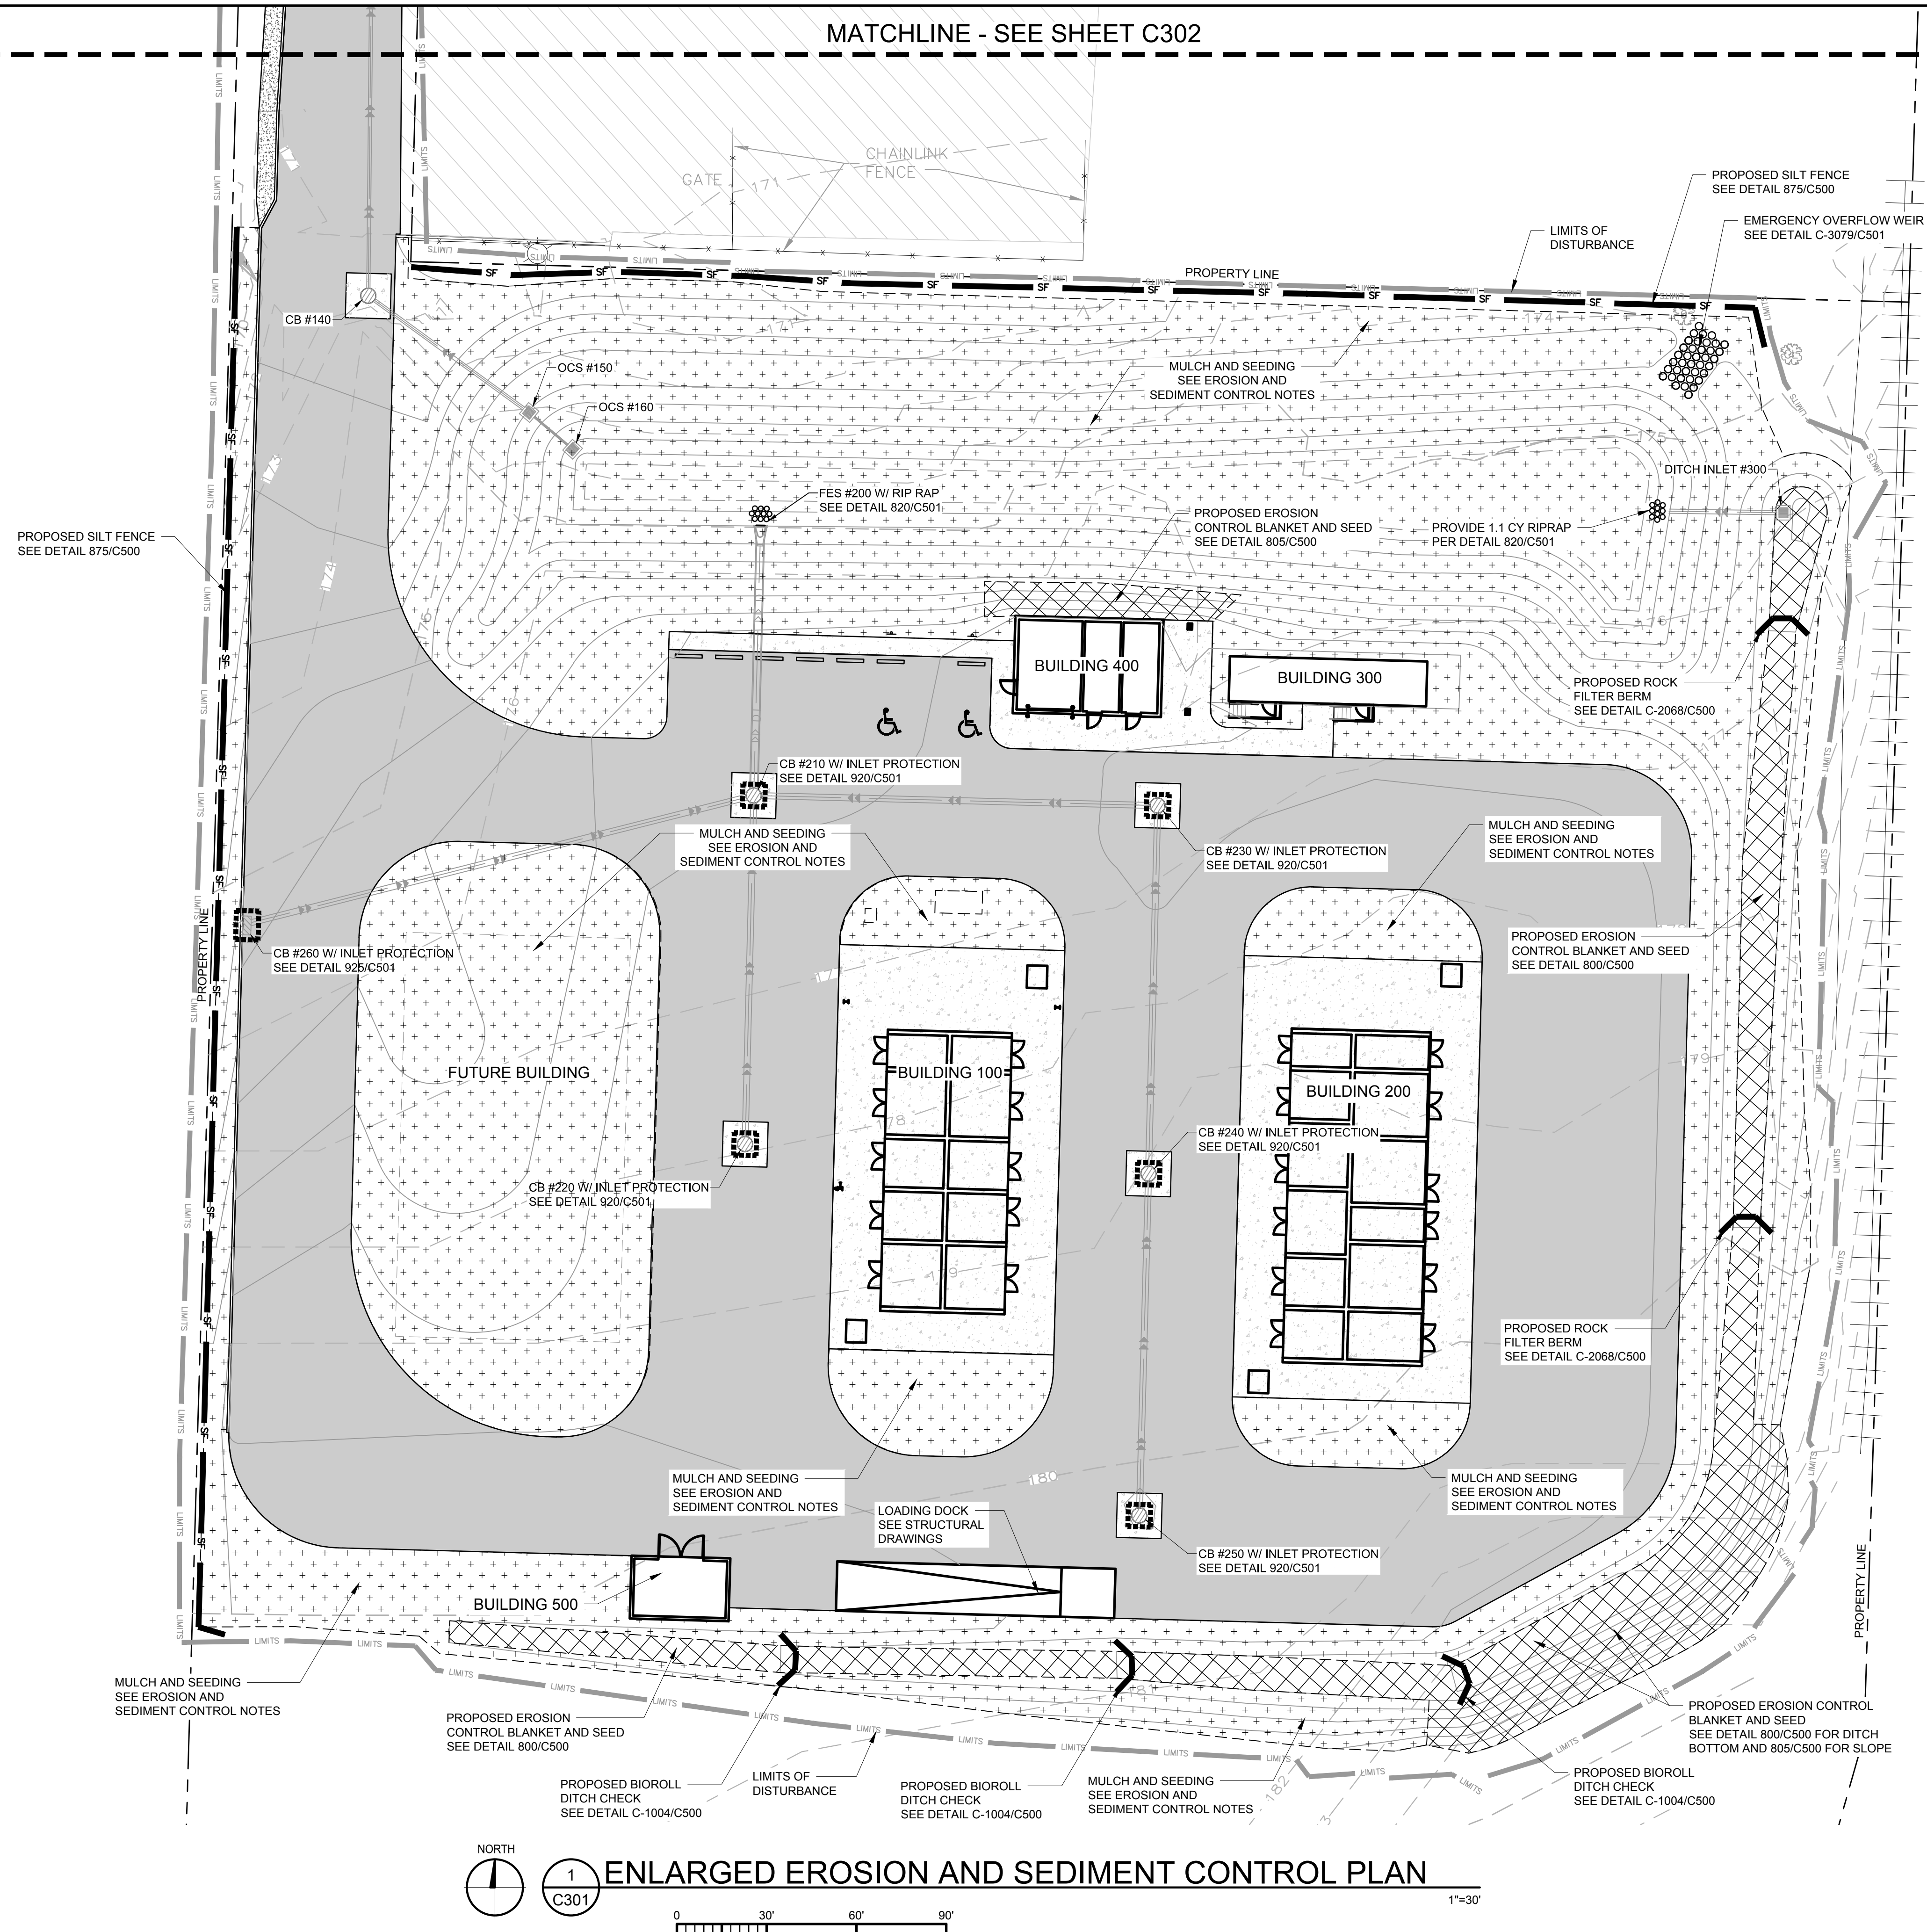 MATCHLINE - SEE SHEET C302
CHAINLINK
FENCE
GATE
171
PROPOSED SILT FENCE
SEE DETAIL 875/C500
EMERGENCY OVERFLOW WEIR
SEE DETAIL C-3079/C501
LIMITS OF
DISTURBANCE
PROPERTY LINE
SF
LIMITS
CB #140
171
174
OCS #150
OCS #160
MULCH AND SEEDING
SEE EROSION AND
SEDIMENT CONTROL NOTES
175
DITCH INLET #300
FES #200 W/ RIP RAP
SEE DETAIL 820/C501
PROPOSED EROSION
CONTROL BLANKET AND SEED
SEE DETAIL 805/C500
PROVIDE 1.1 CY RIPRAP
PER DETAIL 820/C501
PROPOSED SILT FENCE
SEE DETAIL 875/C500
174
175
176
BUILDING 400
BUILDING 300
PROPOSED ROCK
FILTER BERM
SEE DETAIL C-2068/C500
177
CB #210 W/ INLET PROTECTION
SEE DETAIL 920/C501
MULCH AND SEEDING
SEE EROSION AND
SEDIMENT CONTROL NOTES
CB #230 W/ INLET PROTECTION
SEE DETAIL 920/C501
MULCH AND SEEDING
SEE EROSION AND
SEDIMENT CONTROL NOTES
PROPERTY LINE
CB #260 W/ INLET PROTECTION
SEE DETAIL 925/C501
PROPOSED EROSION
CONTROL BLANKET AND SEED
SEE DETAIL 800/C500
FUTURE BUILDING
BUILDING 100
BUILDING 200
178
179
CB #240 W/ INLET PROTECTION
SEE DETAIL 920/C501
CB #220 W/ INLET PROTECTION
SEE DETAIL 920/C501
179
PROPOSED ROCK
FILTER BERM
SEE DETAIL C-2068/C500
180
MULCH AND SEEDING
SEE EROSION AND
SEDIMENT CONTROL NOTES
LOADING DOCK
SEE STRUCTURAL
DRAWINGS
MULCH AND SEEDING
SEE EROSION AND
SEDIMENT CONTROL NOTES
CB #250 W/ INLET PROTECTION
SEE DETAIL 920/C501
BUILDING 500
PROPERTY LINE
MULCH AND SEEDING
SEE EROSION AND
SEDIMENT CONTROL NOTES
181
PROPOSED EROSION
CONTROL BLANKET AND SEED
SEE DETAIL 800/C500
PROPOSED EROSION CONTROL
BLANKET AND SEED
SEE DETAIL 800/C500 FOR DITCH
BOTTOM AND 805/C500 FOR SLOPE
PROPOSED BIOROLL
DITCH CHECK
SEE DETAIL C-1004/C500
LIMITS OF
DISTURBANCE
PROPOSED BIOROLL
DITCH CHECK
SEE DETAIL C-1004/C500
MULCH AND SEEDING
SEE EROSION AND
SEDIMENT CONTROL NOTES
182
PROPOSED BIOROLL
DITCH CHECK
SEE DETAIL C-1004/C500
NORTH
1
C301
ENLARGED EROSION AND SEDIMENT CONTROL PLAN
1"=30'
0 30' 60' 90'